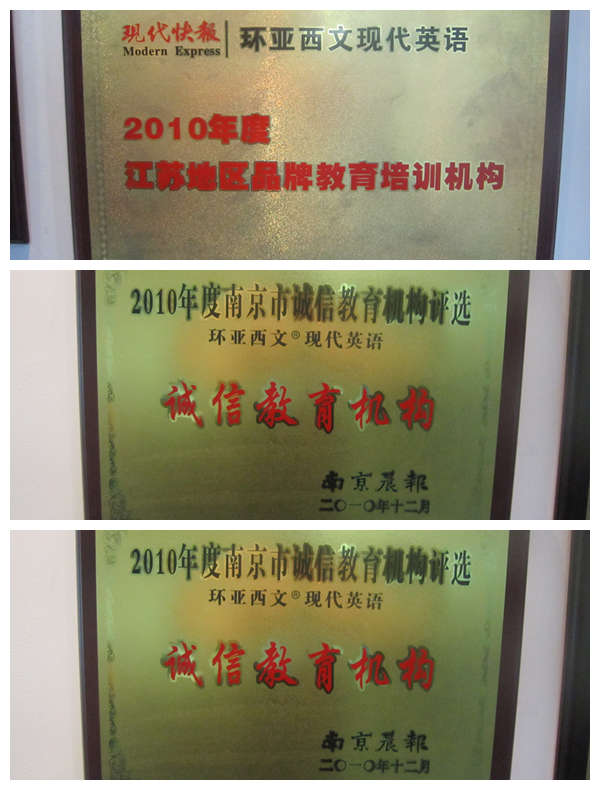 现代快報 环亚西文现代英语
Modern Express
2010年度
江苏地区品牌教育培训机构
2010年度南京市诚信教育机构评选
环亚西文®现代英语
诚信教育机构
南京晨報
二〇一〇年十二月
2010年度南京市诚信教育机构评选
环亚西文®现代英语
诚信教育机构
南京晨報
二〇一〇年十二月